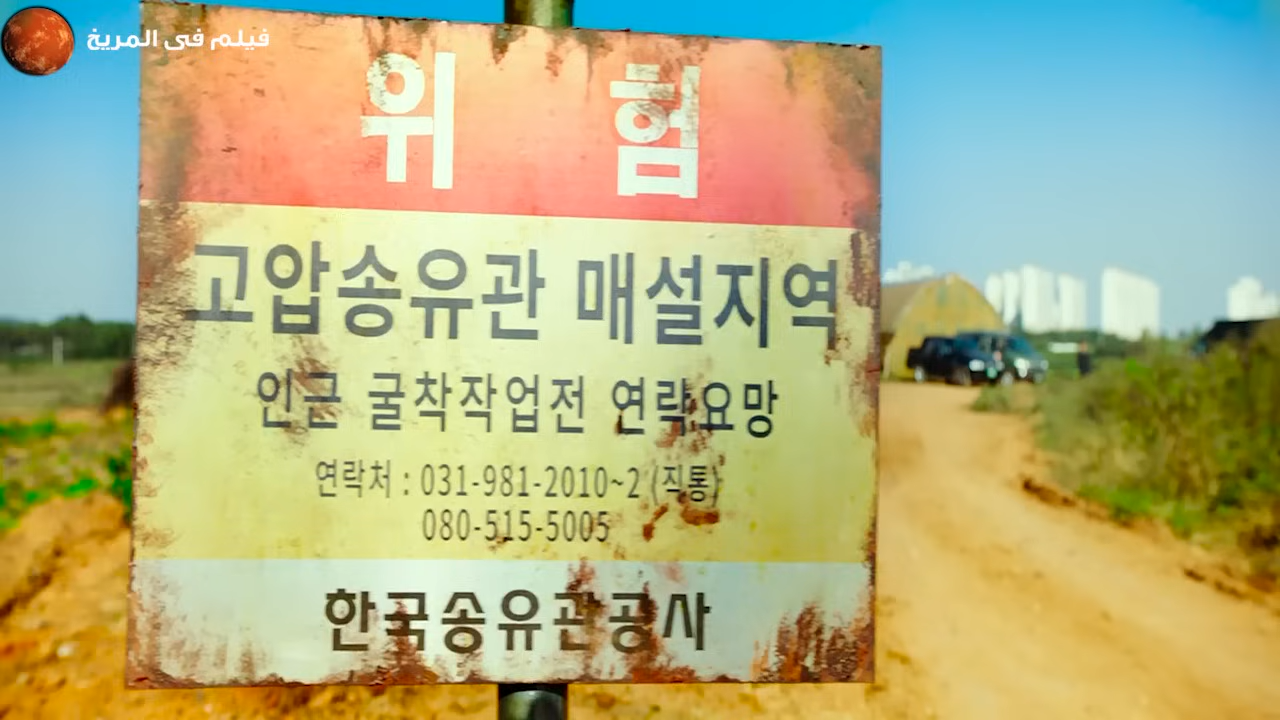 فيلم فى المريخ
위 험
고압송유관 매설지역
인근 굴착작업전 연락요망
연락처 : 031-981-2010~2 (직통)
080-515-5005
한국송유관공사